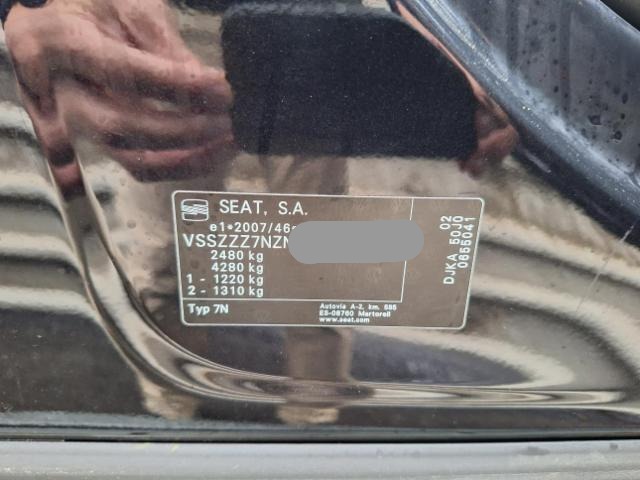 SEAT, S.A.
e1*2007/46
VSSZZZ7NZN
2480 kg
4280 kg
1 - 1220 kg
2 - 1310 kg
Typ 7N
Autovia A-2, km. 585
ES-08760 Martorell
www.seat.com
02
DJKA 50J0
0655041